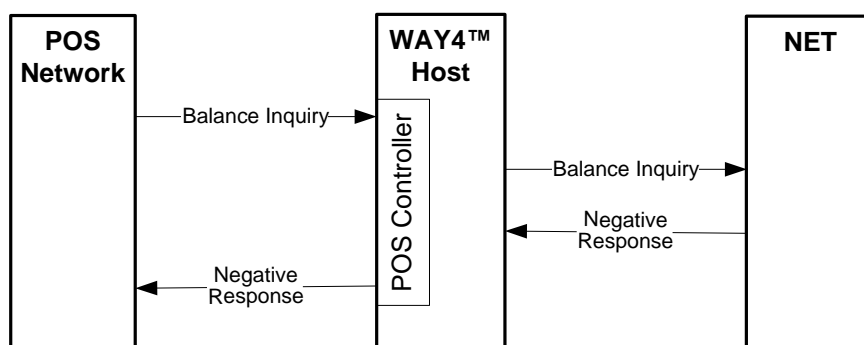 POS
Network
WAY4™
Host
NET
Balance Inquiry
POS Controller
Balance Inquiry
Negative
Response
Negative
Response